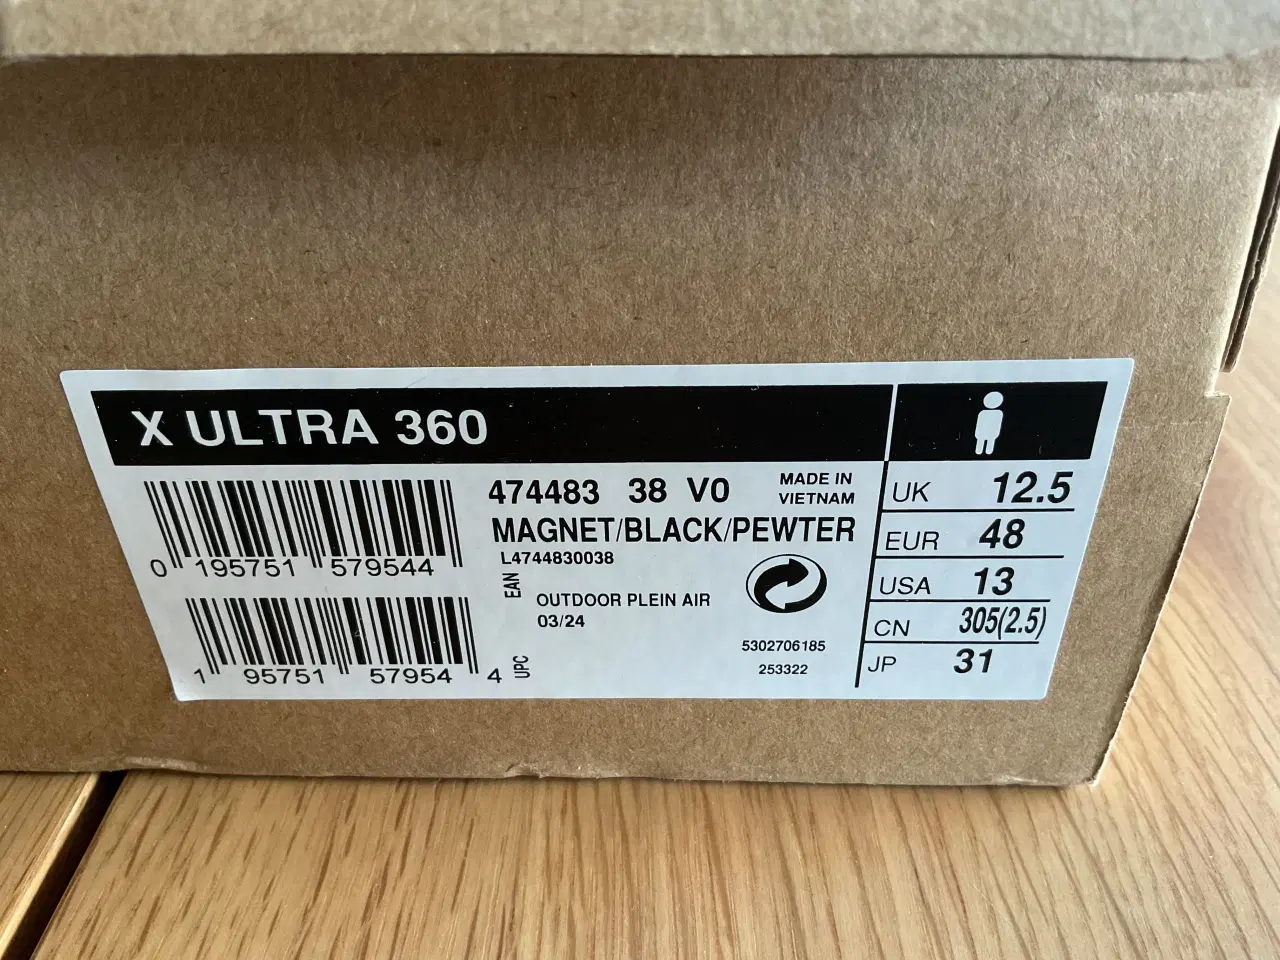 X ULTRA 360
474483 38 V0
MADE IN
VIETNAM
MAGNET/BLACK/PEWTER
L4744830038
0 195751 579544
EAN
OUTDOOR PLEIN AIR
03/24
1 95751 57954 4
UPC
5302706185
253322
UK 12.5
EUR 48
USA 13
CN 305(2.5)
JP 31